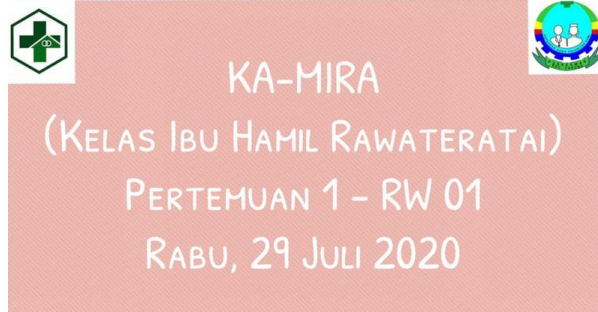 KA-MIRA
(KELAS IBU HAMIL RAWATERATAI)
PERTEMUAN 1 - RW 01
RABU, 29 JULI 2020